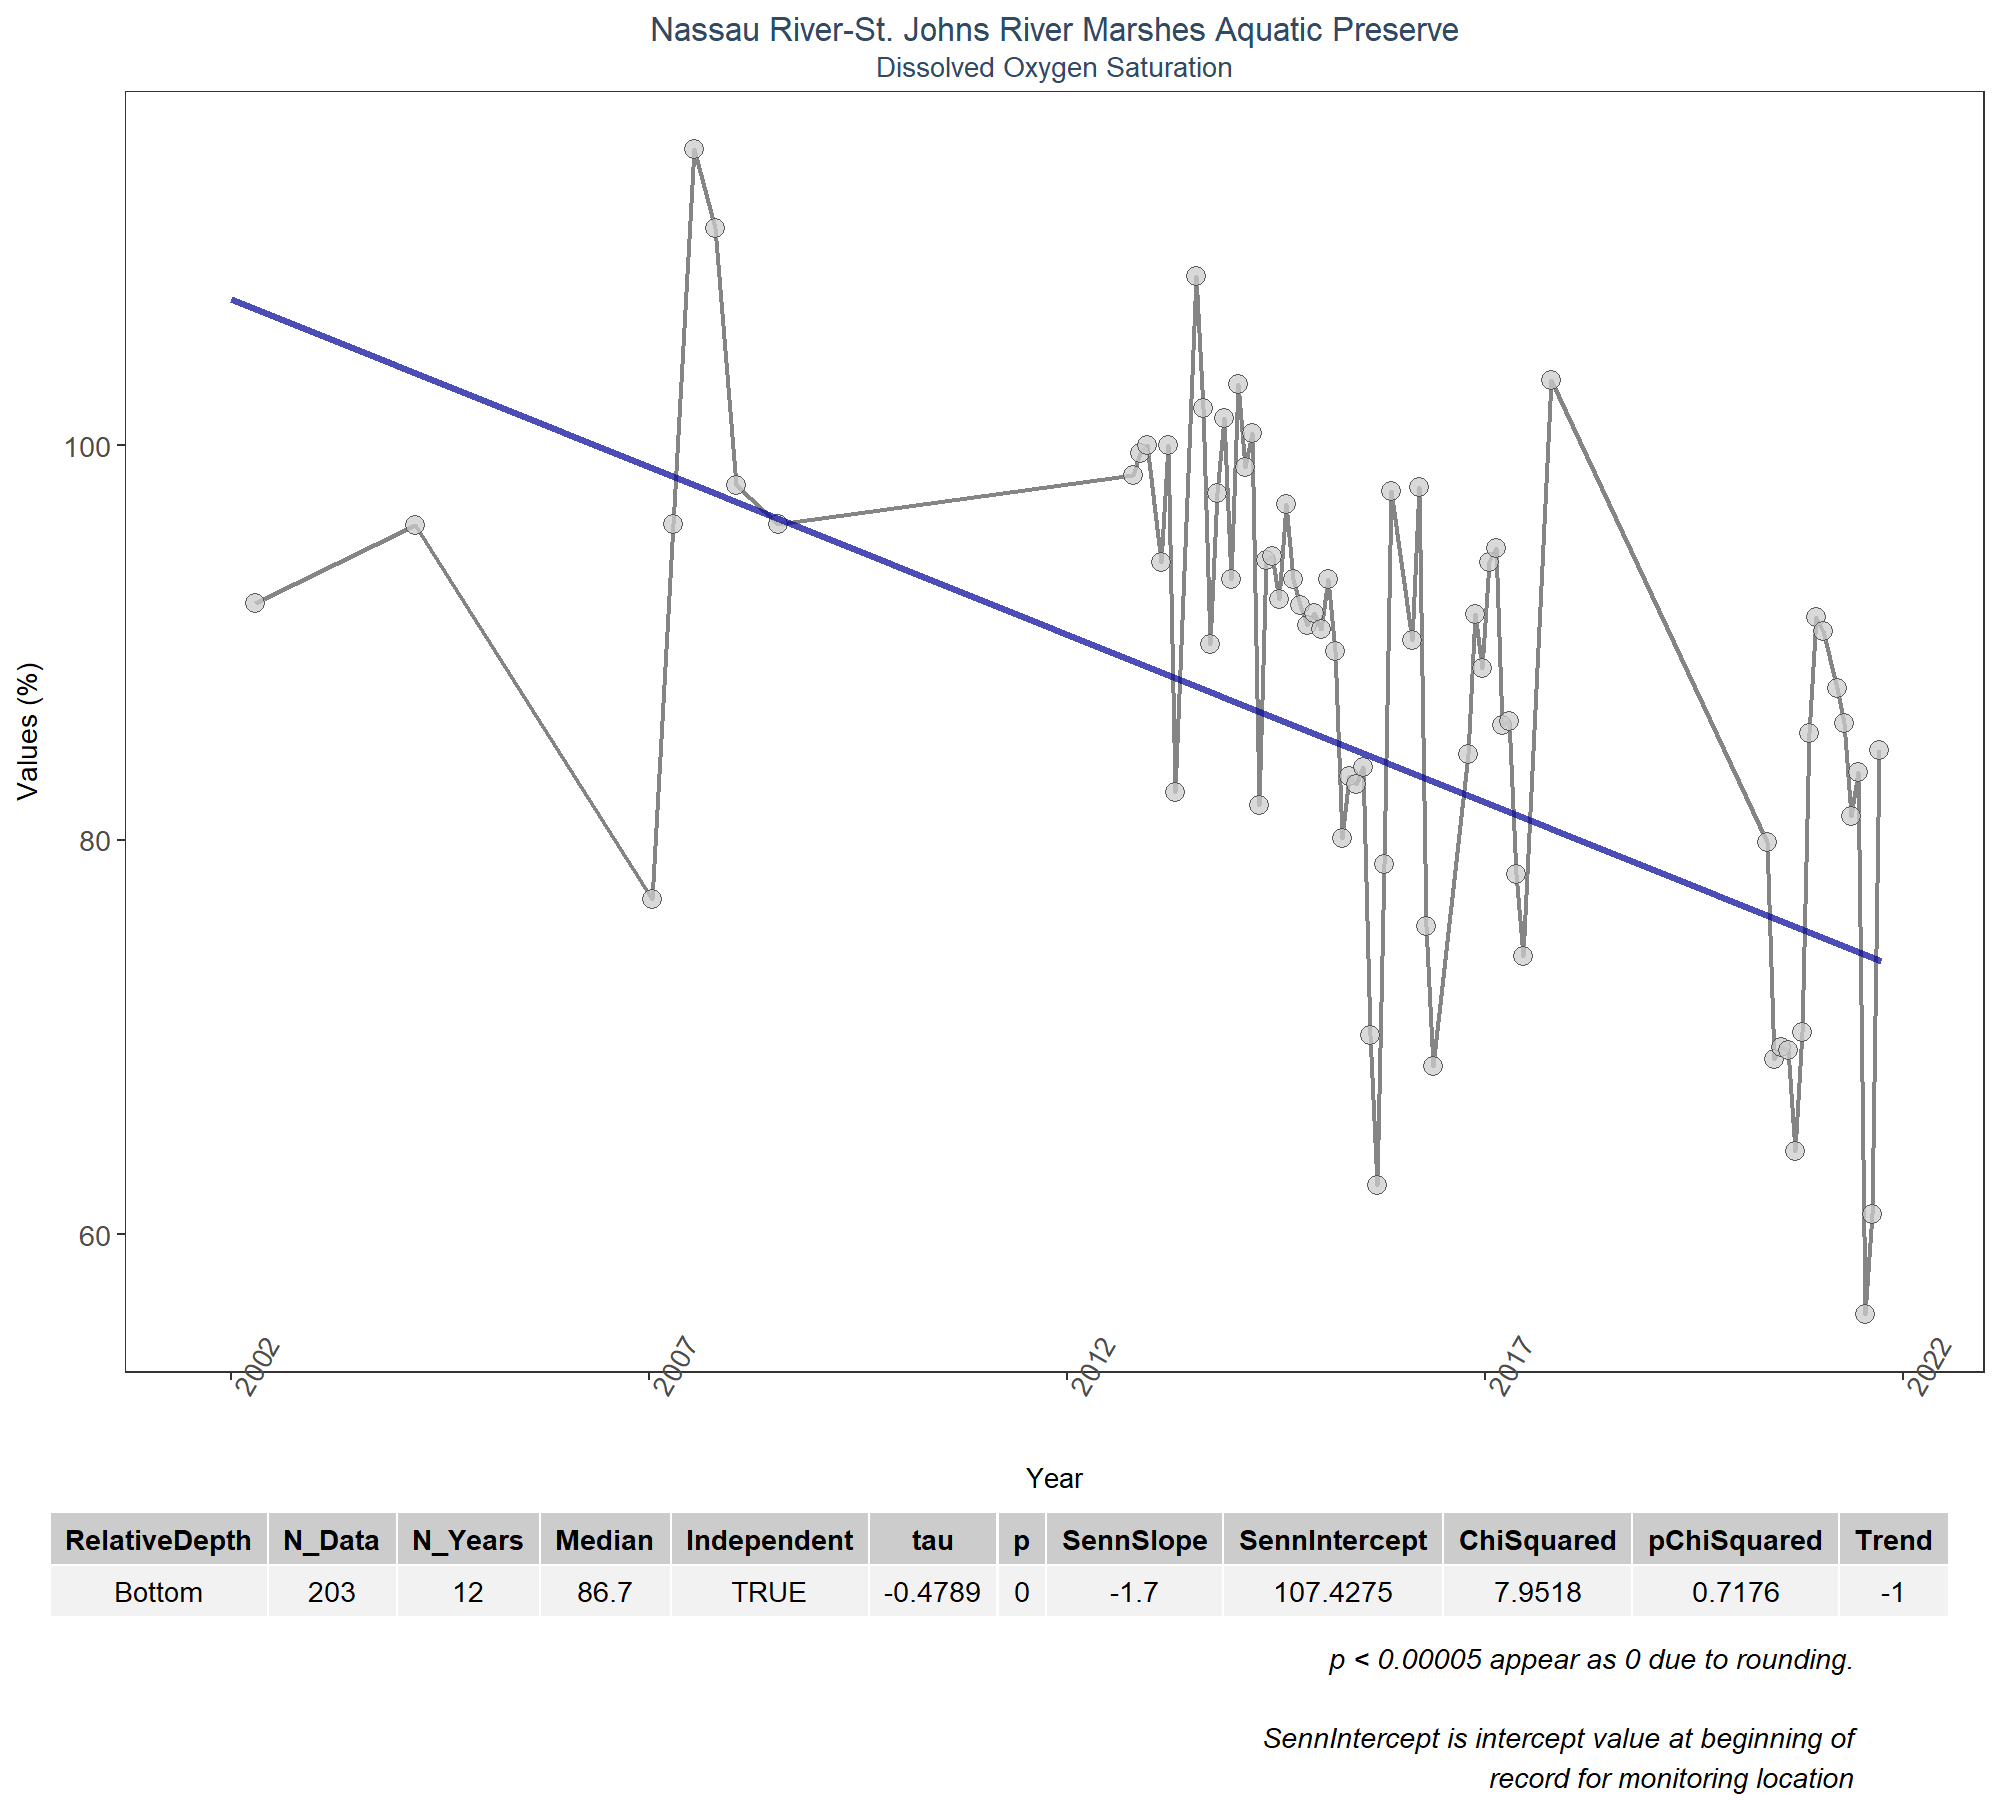 Nassau River-St. Johns River Marshes Aquatic Preserve
Dissolved Oxygen Saturation
Values (%)
100
80
60
2002 2007 2012 2017 2022
Year
RelativeDepth N_Data N_Years Median Independent tau p SennSlope SennIntercept ChiSquared pChiSquared Trend
Bottom 203 12 86.7 TRUE -0.4789 0 -1.7 107.4275 7.9518 0.7176 -1
p < 0.00005 appear as 0 due to rounding.
SennIntercept is intercept value at beginning of
record for monitoring location